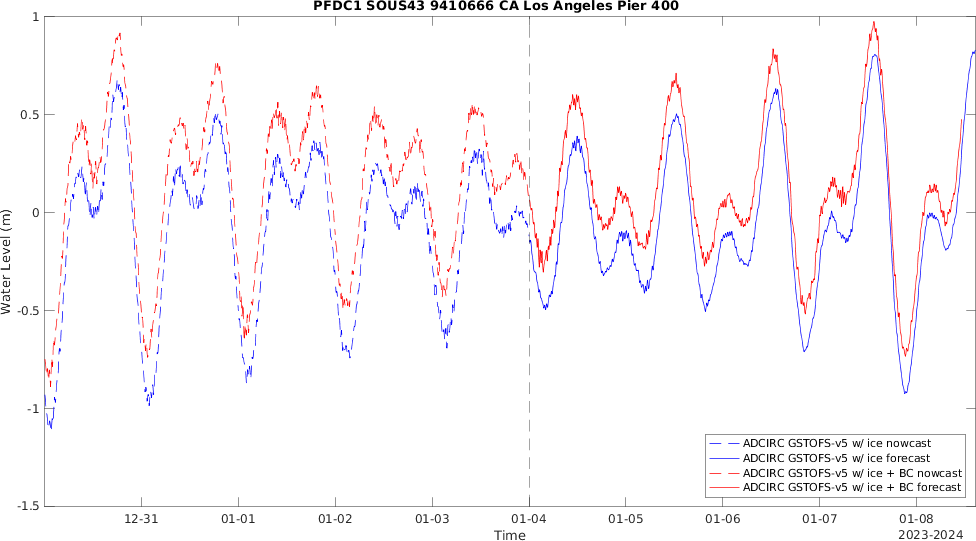 PFDC1 SOUS43 9410666 CA Los Angeles Pier 400
1
0.5
0
-0.5
-1
-1.5
Water Level (m)
12-31 01-01 01-02 01-03 01-04 01-05 01-06 01-07 01-08
Time
2023-2024
ADCIRC GSTOFS-v5 w/ ice nowcast
ADCIRC GSTOFS-v5 w/ ice forecast
ADCIRC GSTOFS-v5 w/ ice + BC nowcast
ADCIRC GSTOFS-v5 w/ ice + BC forecast